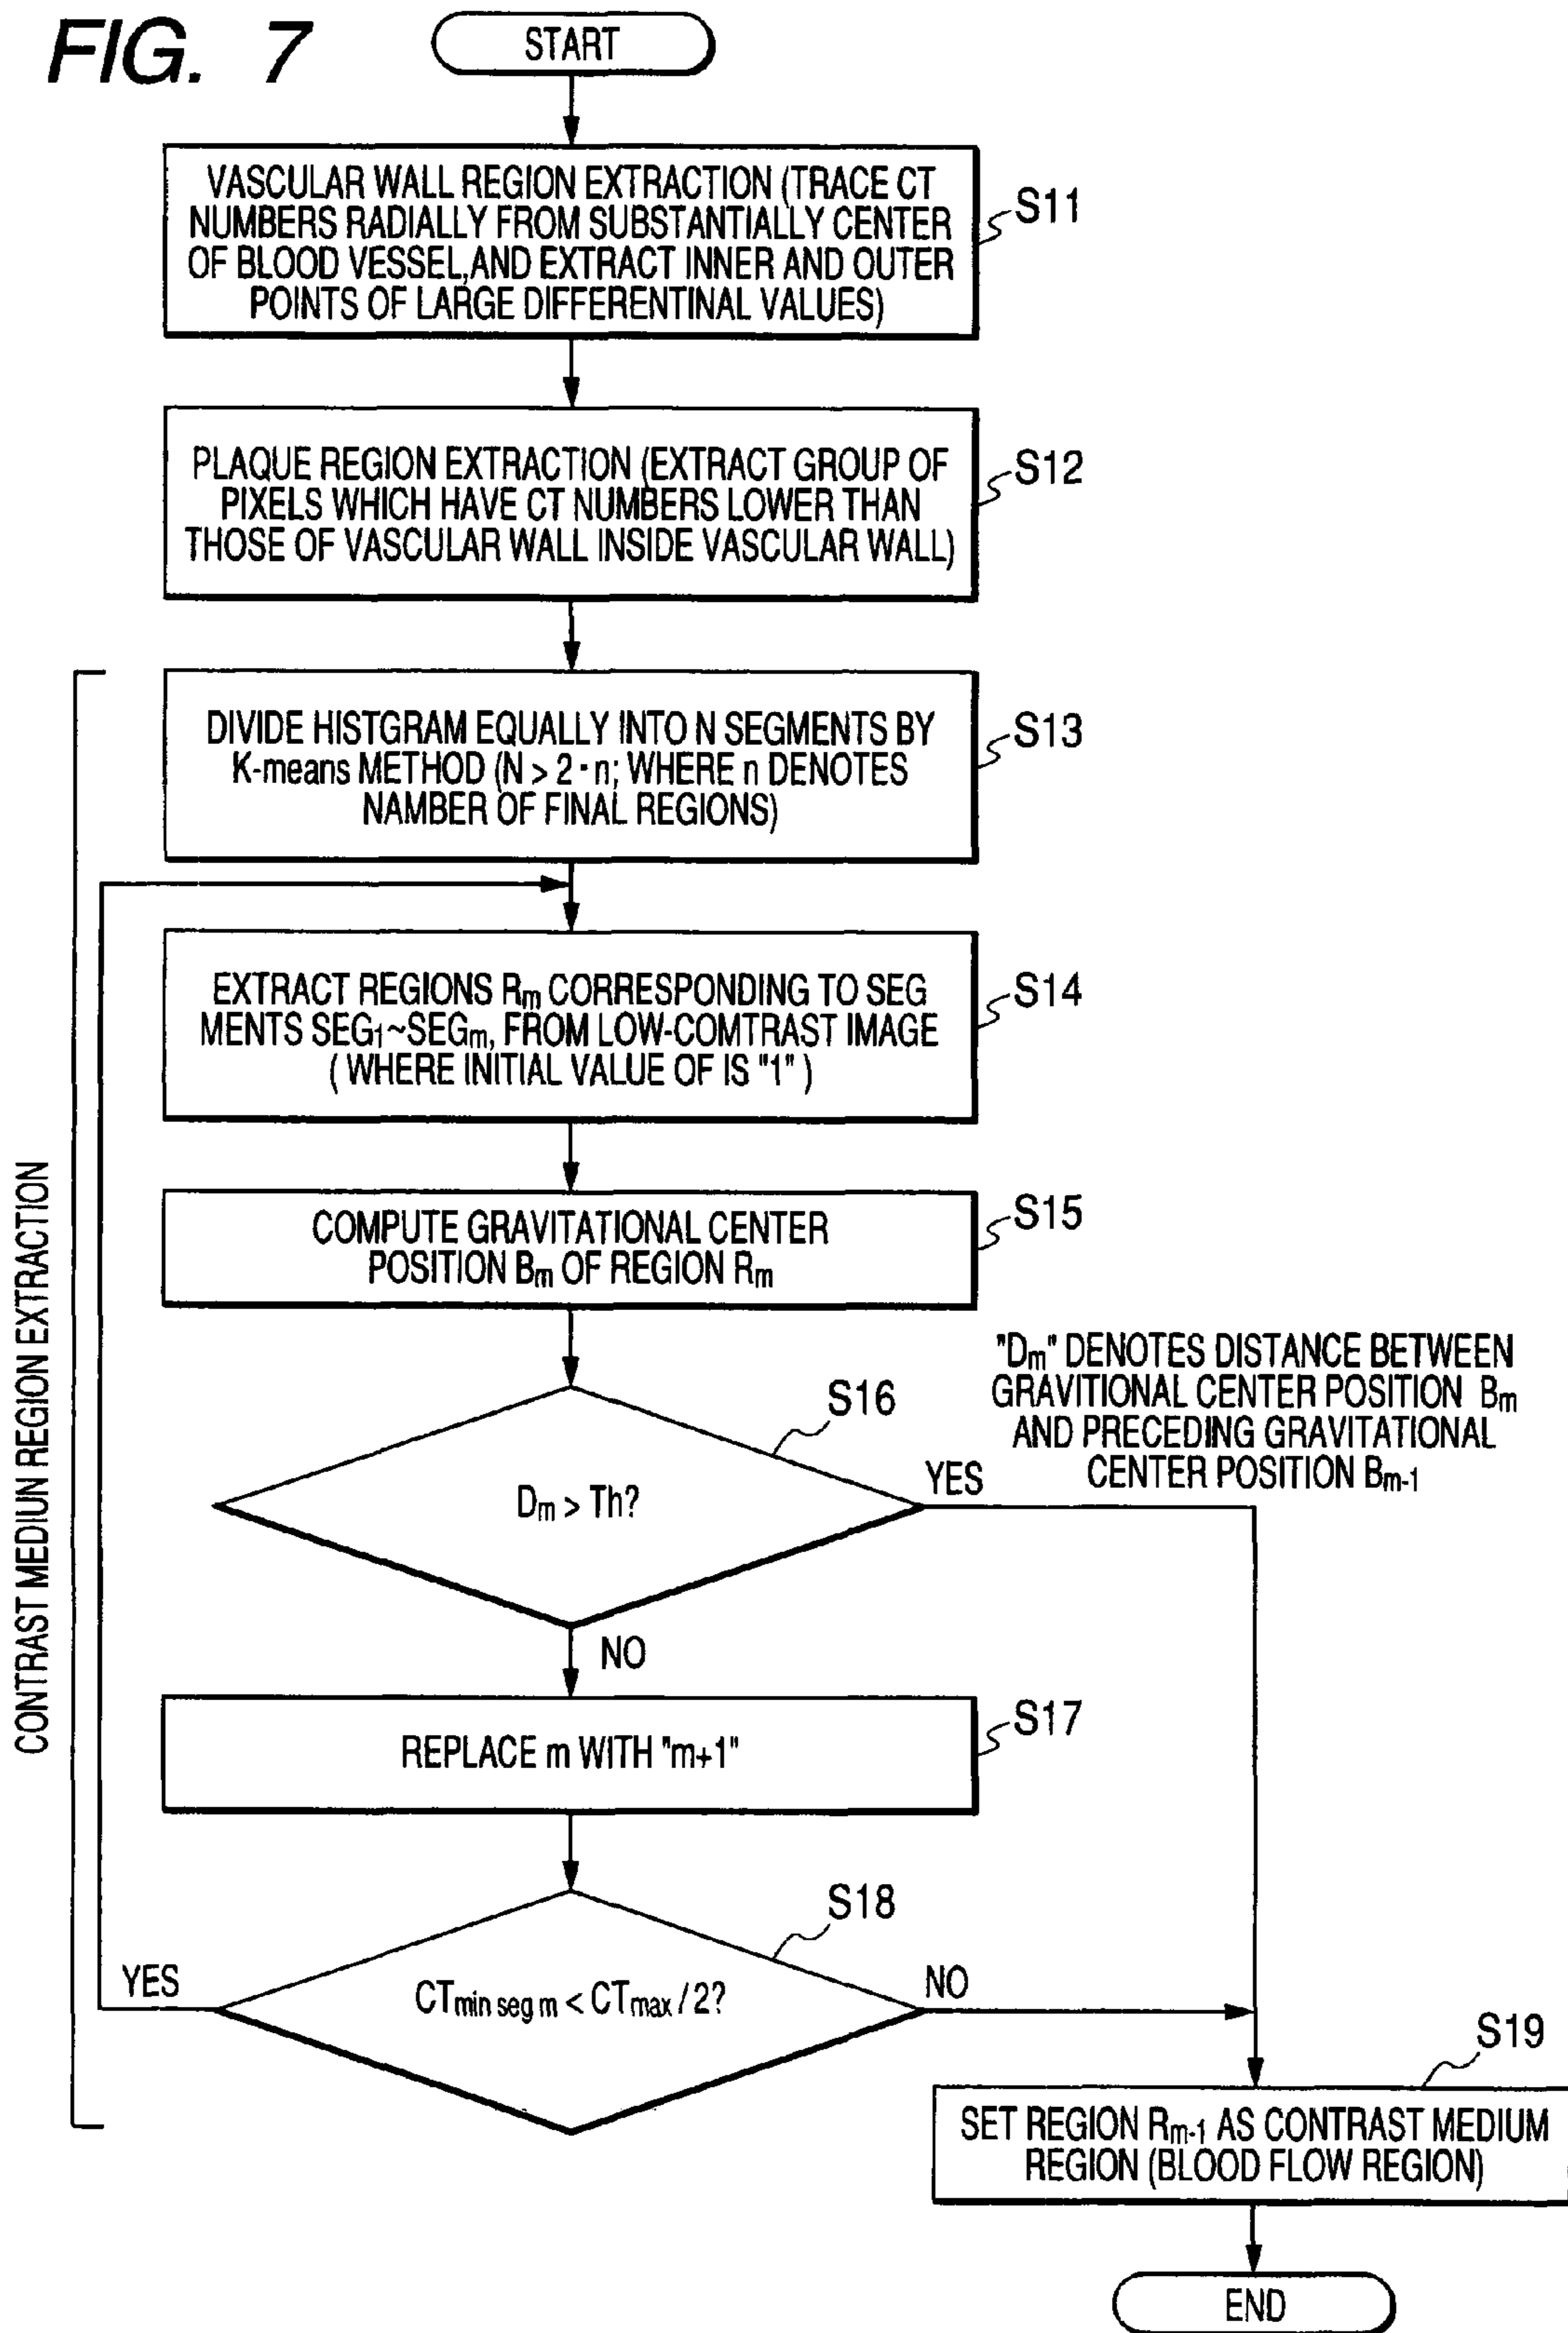 FIG. 7
START
VASCULAR WALL REGION EXTRACTION (TRACE CT
NUMBERS RADIALLY FROM SUBSTANTIALLY CENTER
OF BLOOD VESSEL,AND EXTRACT INNER AND OUTER
POINTS OF LARGE DIFFERENTINAL VALUES)
S11
PLAQUE REGION EXTRACTION (EXTRACT GROUP OF
PIXELS WHICH HAVE CT NUMBERS LOWER THAN
THOSE OF VASCULAR WALL INSIDE VASCULAR WALL)
S12
DIVIDE HISTGRAM EQUALLY INTO N SEGMENTS BY
K-means METHOD (N > 2・n; WHERE n DENOTES
NAMBER OF FINAL REGIONS)
S13
EXTRACT REGIONS Rm CORRESPONDING TO SEG
MENTS SEG1~SEGm, FROM LOW-COMTRAST IMAGE
( WHERE INITIAL VALUE OF IS "1" )
S14
COMPUTE GRAVITATIONAL CENTER
POSITION Bm OF REGION Rm
S15
"Dm" DENOTES DISTANCE BETWEEN
GRAVITIONAL CENTER POSITION Bm
AND PRECEDING GRAVITATIONAL
CENTER POSITION Bm-1
S16
Dm > Th?
YES
NO
REPLACE m WITH "m+1"
S17
CONTRAST MEDIUN REGION EXTRACTION
S18
CTmin seg m < CTmax / 2?
YES
NO
S19
SET REGION Rm-1 AS CONTRAST MEDIUM
REGION (BLOOD FLOW REGION)
END